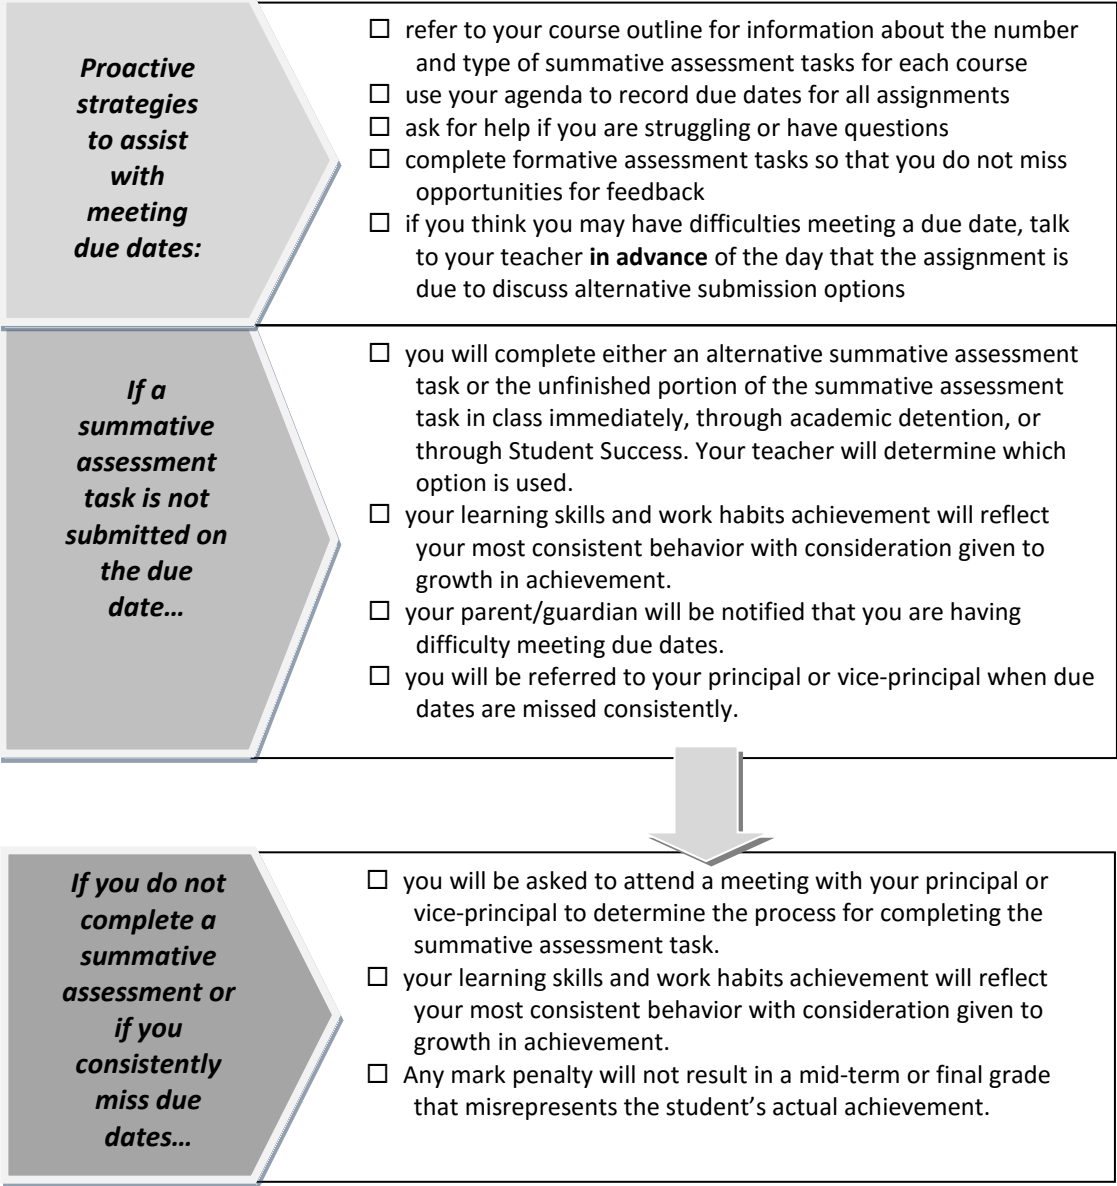 Proactive
strategies
to assist
with
meeting
due dates:
☐ refer to your course outline for information about the number
and type of summative assessment tasks for each course
☐ use your agenda to record due dates for all assignments
☐ ask for help if you are struggling or have questions
☐ complete formative assessment tasks so that you do not miss
opportunities for feedback
☐ if you think you may have difficulties meeting a due date, talk
to your teacher in advance of the day that the assignment is
due to discuss alternative submission options
If a
summative
assessment
task is not
submitted on
the due
date…
☐ you will complete either an alternative summative assessment
task or the unfinished portion of the summative assessment
task in class immediately, through academic detention, or
through Student Success. Your teacher will determine which
option is used.
☐ your learning skills and work habits achievement will reflect
your most consistent behavior with consideration given to
growth in achievement.
☐ your parent/guardian will be notified that you are having
difficulty meeting due dates.
☐ you will be referred to your principal or vice-principal when due
dates are missed consistently.
If you do not
complete a
summative
assessment or
if you
consistently
miss due
dates…
☐ you will be asked to attend a meeting with your principal or
vice-principal to determine the process for completing the
summative assessment task.
☐ your learning skills and work habits achievement will reflect
your most consistent behavior with consideration given to
growth in achievement.
☐ Any mark penalty will not result in a mid-term or final grade
that misrepresents the student's actual achievement.